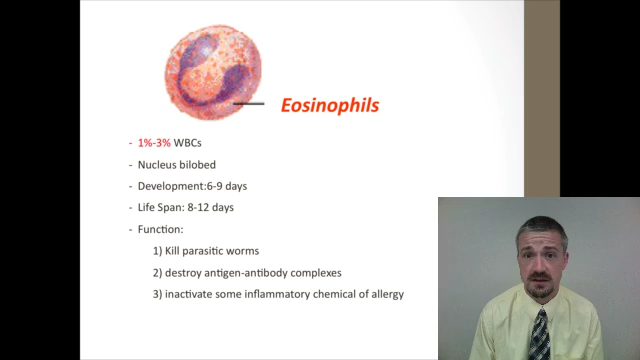 Eosinophils
- 1%-3% WBCs
- Nucleus bilobed
- Development:6-9 days
- Life Span: 8-12 days
- Function:
1) Kill parasitic worms
2) destroy antigen-antibody complexes
3) inactivate some inflammatory chemical of allergy